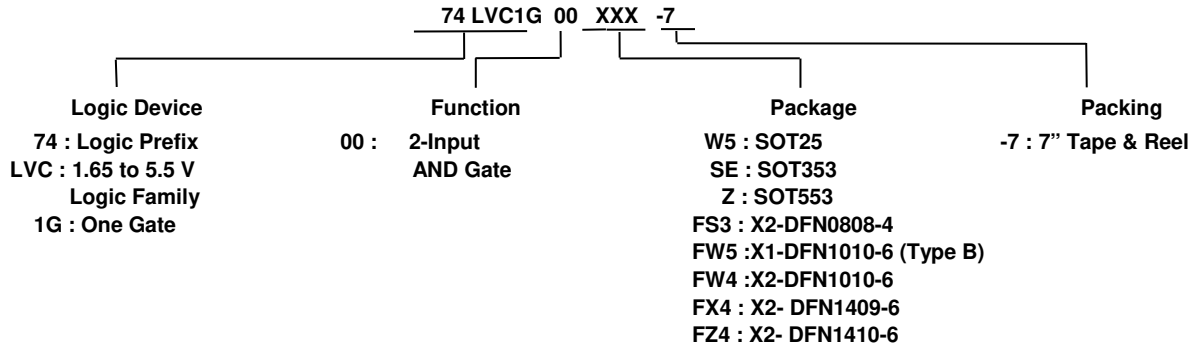 74 LVC1G 00 XXX -7
Logic Device
Function
Package
Packing
74 : Logic Prefix
LVC : 1.65 to 5.5 V
Logic Family
1G : One Gate
00 : 2-Input
AND Gate
W5 : SOT25
SE : SOT353
Z : SOT553
FS3 : X2-DFN0808-4
FW5 :X1-DFN1010-6 (Type B)
FW4 :X2-DFN1010-6
FX4 : X2- DFN1409-6
FZ4 : X2- DFN1410-6
-7 : 7” Tape & Reel